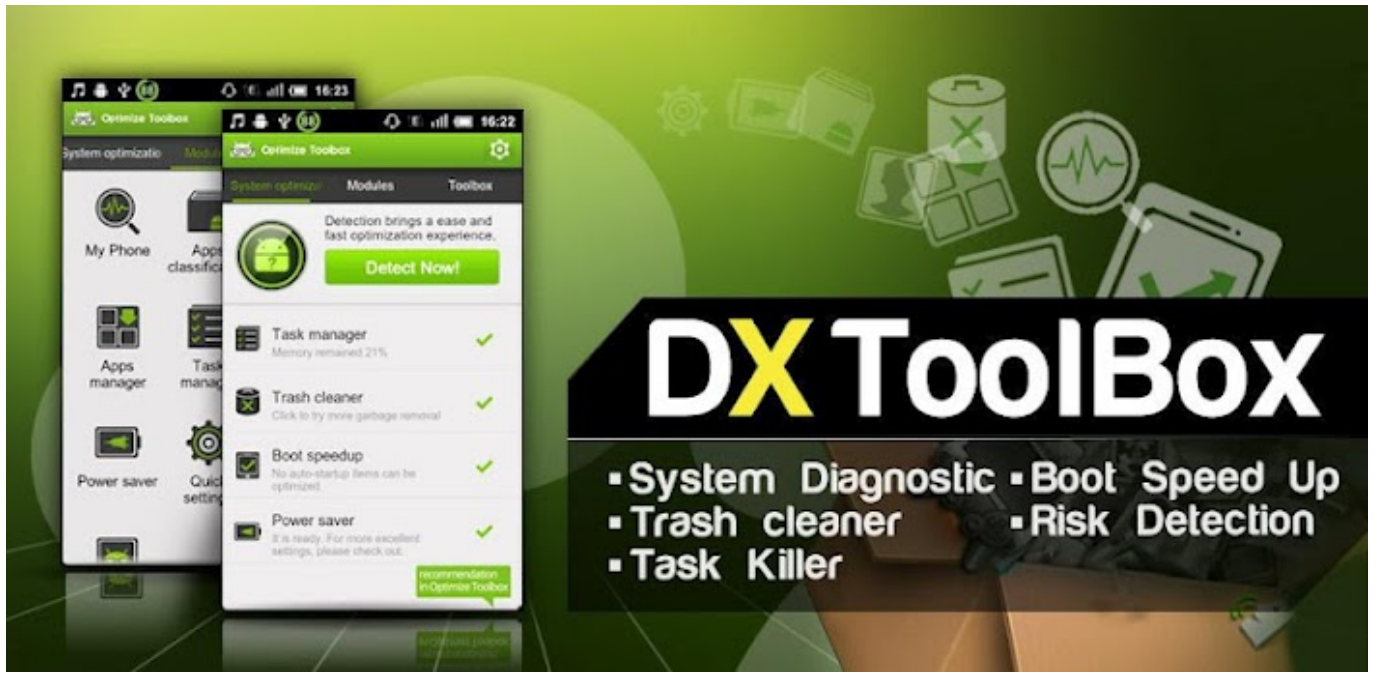 16:23
Optimize Toolbox
System optimizatio
My Phone
Apps
Apps
manager
Power saver
88
16:22
Optimize Toolbox
System optimiz
Modules
Toolbox
Detection brings a ease and
fast optimization experience.
Detect Now!
Task manager
Memory remained 21%
Trash cleaner
Click to try more garbage removal
Boot speedup
No auto-startup items can be
optimized
Power saver
It is ready. For more excellent
settings, please check out.
recommendation
in Optimize Toolbox
DX ToolBox
▪System Diagnostic ▪Boot Speed Up
▪Trash cleaner ▪Risk Detection
▪Task Killer